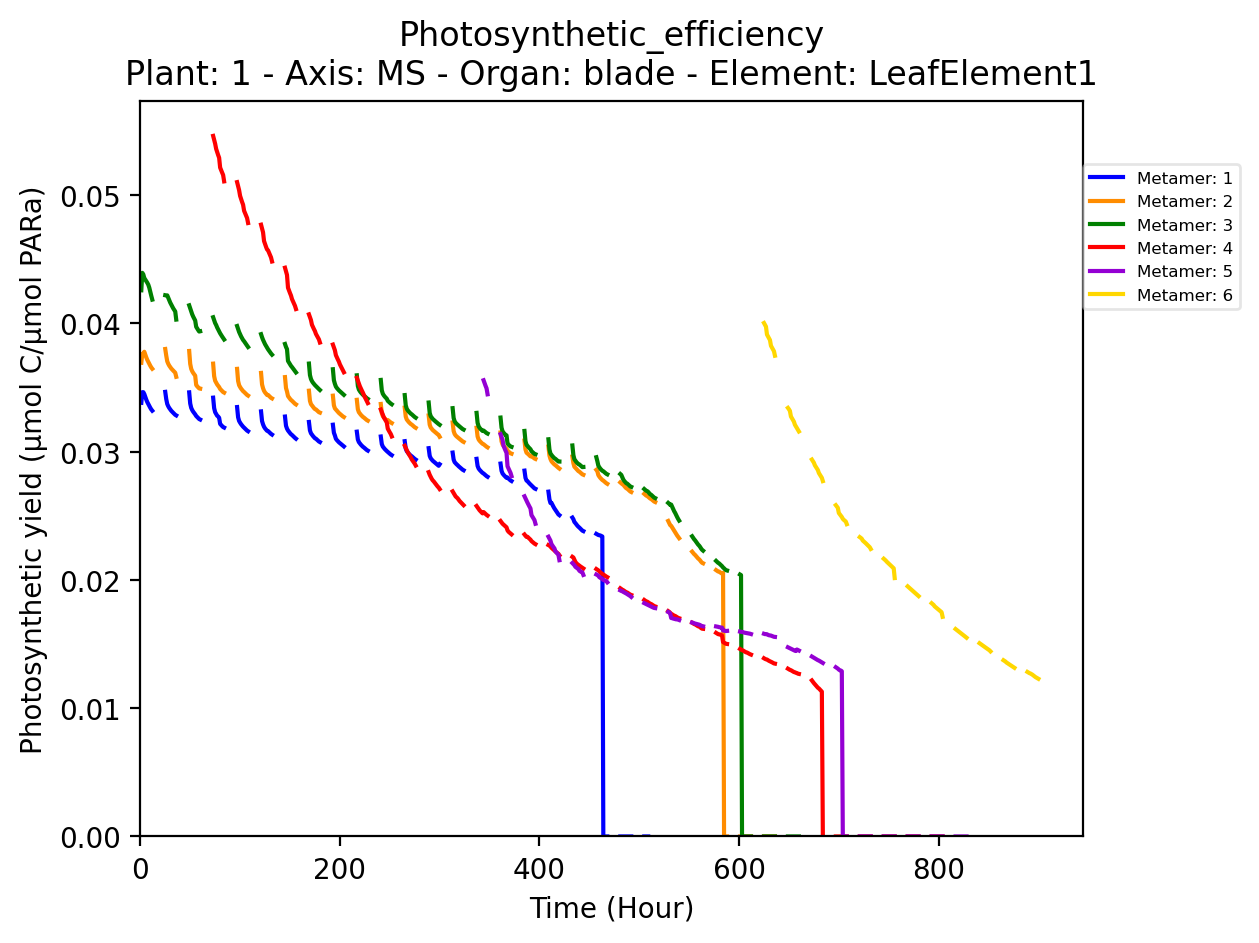 Photosynthetic_efficiency
Plant: 1 - Axis: MS - Organ: blade - Element: LeafElement1
Photosynthetic yield (µmol C/µmol PARa)
0.05
0.04
0.03
0.02
0.01
0.00
0
200
400
600
800
Time (Hour)
Metamer: 1
Metamer: 2
Metamer: 3
Metamer: 4
Metamer: 5
Metamer: 6